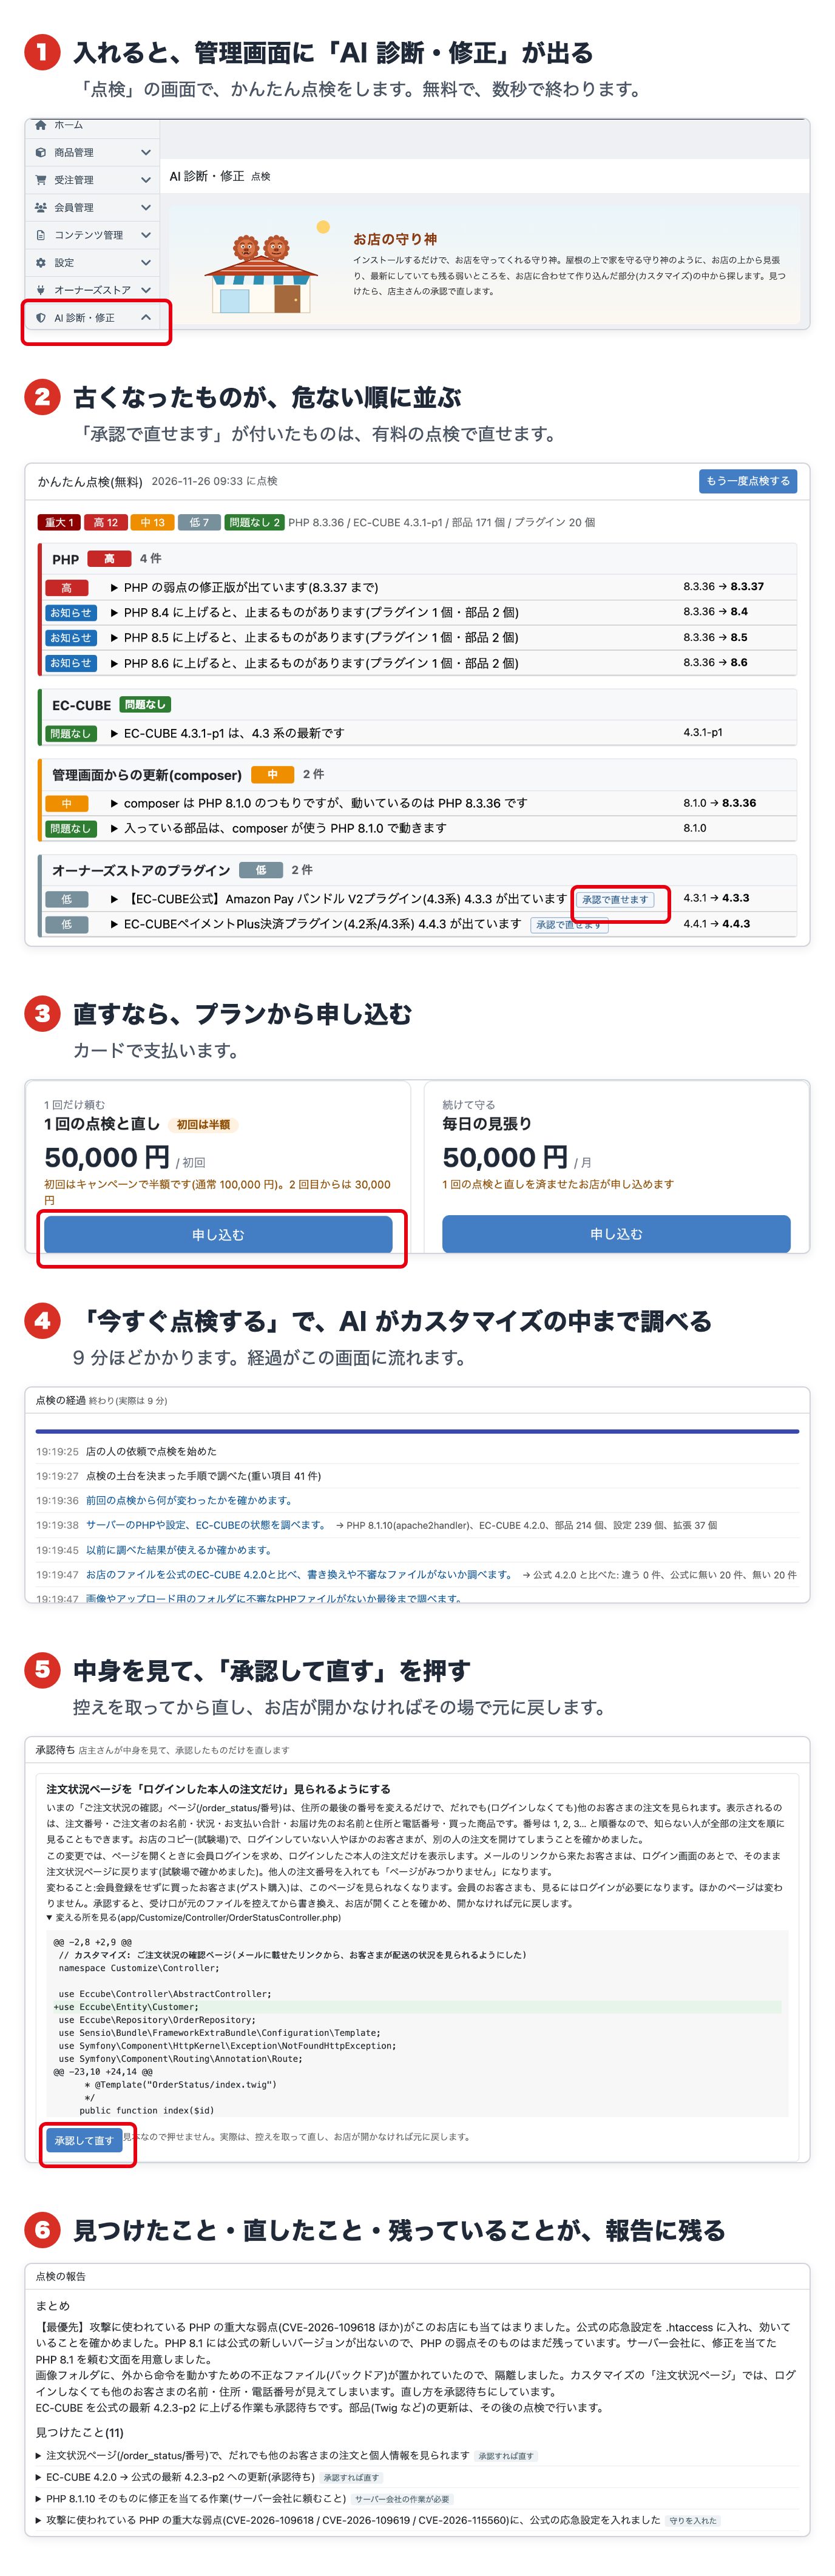 1 入れると、管理画面に「AI 診断・修正」が出る
「点検」の画面で、かんたん点検をします。無料で、数秒で終わります。
ホーム
商品管理
受注管理
会員管理
コンテンツ管理
設定
オーナーズストア
AI 診断・修正
AI 診断・修正 点検
お店の守り神
インストールするだけで、お店を守ってくれる守り神。屋根の上で家を守る守り神のように、お店の上から見張
り、最新にしていても残る弱いところを、お店に合わせて作り込んだ部分(カスタマイズ)の中から探します。見つ
けたら、店主さんの承認で直します。
2 古くなったものが、危ない順に並ぶ
「承認で直せます」が付いたものは、有料の点検で直せます。
かんたん点検(無料) 2026-11-26 09:33 に点検 もう一度点検する
重大 1 高 12 中 13 低 7 問題なし 2 PHP 8.3.36 / EC-CUBE 4.3.1-p1 / 部品 171 個 / プラグイン 20 個
PHP 高 4 件
高 ▶ PHP の弱点の修正版が出ています(8.3.37 まで) 8.3.36 → 8.3.37
お知らせ ▶ PHP 8.4 に上げると、止まるものがあります(プラグイン 1 個・部品 2 個) 8.3.36 → 8.4
お知らせ ▶ PHP 8.5 に上げると、止まるものがあります(プラグイン 1 個・部品 2 個) 8.3.36 → 8.5
お知らせ ▶ PHP 8.6 に上げると、止まるものがあります(プラグイン 1 個・部品 2 個) 8.3.36 → 8.6
EC-CUBE 問題なし
問題なし ▶ EC-CUBE 4.3.1-p1 は、4.3 系の最新です 4.3.1-p1
管理画面からの更新(composer) 中 2 件
中 ▶ composer は PHP 8.1.0 のつもりですが、動いているのは PHP 8.3.36 です 8.1.0 → 8.3.36
問題なし ▶ 入っている部品は、composer が使う PHP 8.1.0 で動きます 8.1.0
オーナーズストアのプラグイン 低 2 件
低 ▶ 【EC-CUBE公式】Amazon Pay バンドル V2プラグイン(4.3系) 4.3.3 が出ています 承認で直せます 4.3.1 → 4.3.3
低 ▶ EC-CUBEペイメントPlus決済プラグイン(4.2系/4.3系) 4.4.3 が出ています 承認で直せます 4.4.1 → 4.4.3
3 直すなら、プランから申し込む
カードで支払います。
1 回だけ頼む
1 回の点検と直し 初回は半額
50,000 円 / 初回
初回はキャンペーンで半額です(通常 100,000 円)。2 回目からは 30,000
円
申し込む
続けて守る
毎日の見張り
50,000 円 / 月
1 回の点検と直しを済ませたお店が申し込めます
申し込む
4 「今すぐ点検する」で、AI がカスタマイズの中まで調べる
9 分ほどかかります。経過がこの画面に流れます。
点検の経過 終わり(実際は 9 分)
19:19:25 店の人の依頼で点検を始めた
19:19:27 点検の土台を決まった手順で調べた(重い項目 41 件)
19:19:36 前回の点検から何が変わったかを確かめます。
19:19:38 サーバーのPHPや設定、EC-CUBEの状態を調べます。 → PHP 8.1.10(apache2handler)、EC-CUBE 4.2.0、部品 214 個、設定 239 個、拡張 37 個
19:19:45 以前に調べた結果が使えるか確かめます。
19:19:47 お店のファイルを公式のEC-CUBE 4.2.0と比べ、書き換えや不審なファイルがないか調べます。 → 公式 4.2.0 と比べた: 違う 0 件、公式に無い 20 件、無い 20 件
19:19:47 画像やアップロード用のフォルダに不審なPHPファイルがないか最後まで調べます。
5 中身を見て、「承認して直す」を押す
控えを取ってから直し、お店が開かなければその場で元に戻します。
承認待ち 店主さんが中身を見て、承認したものだけを直します
注文状況ページを「ログインした本人の注文だけ」見られるようにする
いまの「ご注文状況の確認」ページ(/order_status/番号)は、住所の最後の番号を変えるだけで、だれでも(ログインしなくても)他のお客さまの注文を見られます。表示されるの
は、注文番号・ご注文者のお名前・状況・お支払い合計・お届け先のお名前と住所と電話番号・買った商品です。番号は 1, 2, 3... と順番なので、知らない人が全部の注文を順に
見ることもできます。お店のコピー(試験場)で、ログインしていない人やほかのお客さまが、別の人の注文を開けてしまうことを確かめました。
この変更では、ページを開くときに会員ログインを求め、ログインしたご本人の注文だけを表示します。メールのリンクから来たお客さまは、ログイン画面のあとで、そのまま
注文状況ページに戻ります(試験場で確かめました)。他人の注文番号を入れても「ページがみつかりません」になります。
変わること:会員登録をせずに買ったお客さま(ゲスト購入)は、このページを見られなくなります。会員のお客さまも、見るにはログインが必要になります。ほかのページは変わ
りません。承認すると、受け口が元のファイルを控えてから書き換え、お店が開くことを確かめ、開かなければ元に戻します。
▼ 変える所を見る(app/Customize/Controller/OrderStatusController.php)
@@ -2,8 +2,9 @@
// カスタマイズ: ご注文状況の確認ページ(メールに載せたリンクから、お客さまが配送の状況を見られるようにした)
namespace Customize\Controller;
use Eccube\Controller\AbstractController;
+use Eccube\Entity\Customer;
use Eccube\Repository\OrderRepository;
use Sensio\Bundle\FrameworkExtraBundle\Configuration\Template;
use Symfony\Component\HttpKernel\Exception\NotFoundHttpException;
use Symfony\Component\Routing\Annotation\Route;
@@ -23,10 +24,14 @@
* @Template("OrderStatus/index.twig")
*/
public function index($id)
承認して直す 見本なので押せません。実際は、控えを取って直し、お店が開かなければ元に戻します。
6 見つけたこと・直したこと・残っていることが、報告に残る
点検の報告
まとめ
【最優先】攻撃に使われている PHP の重大な弱点(CVE-2026-109618 ほか)がこのお店にも当てはまりました。公式の応急設定を .htaccess に入れ、効いて
いることを確かめました。PHP 8.1 には公式の新しいバージョンが出ないので、PHP の弱点そのものはまだ残っています。サーバー会社に、修正を当てた
PHP 8.1 を頼む文面を用意しました。
画像フォルダに、外から命令を動かすための不正なファイル(バックドア)が置かれていたので、隔離しました。カスタマイズの「注文状況ページ」では、ログ
インしなくても他のお客さまの名前・住所・電話番号が見えてしまいます。直し方を承認待ちにしています。
EC-CUBE を公式の最新 4.2.3-p2 に上げる作業も承認待ちです。部品(Twig など)の更新は、その後の点検で行います。
見つけたこと(11)
▶ 注文状況ページ(/order_status/番号)で、だれでも他のお客さまの注文と個人情報を見られます 承認すれば直す
▶ EC-CUBE 4.2.0 → 公式の最新 4.2.3-p2 への更新(承認待ち) 承認すれば直す
▶ PHP 8.1.10 そのものに修正を当てる作業(サーバー会社に頼むこと) サーバー会社の作業が必要
▶ 攻撃に使われている PHP の重大な弱点(CVE-2026-109618 / CVE-2026-109619 / CVE-2026-115560)に、公式の応急設定を入れました 守りを入れた